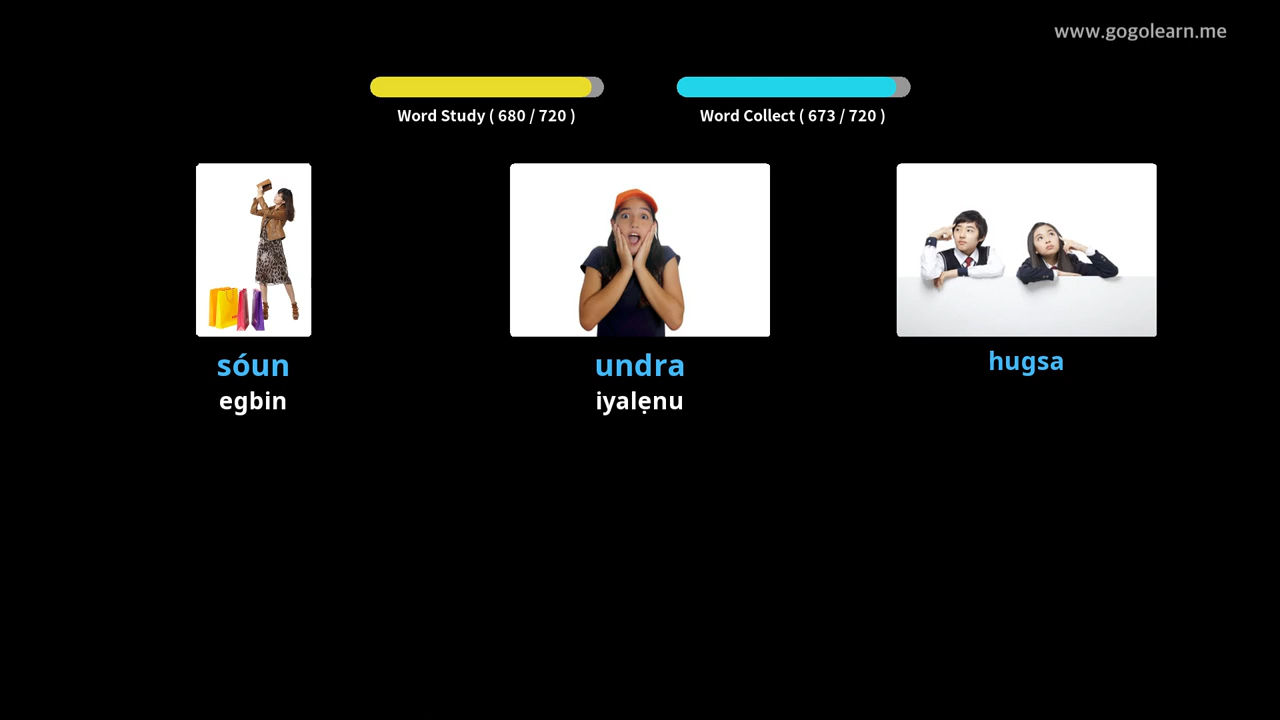 www.gogolearn.me
Word Study ( 680 / 720 )
Word Collect ( 673 / 720 )
sóun
egbin
undra
iyalẹnu
hugsa